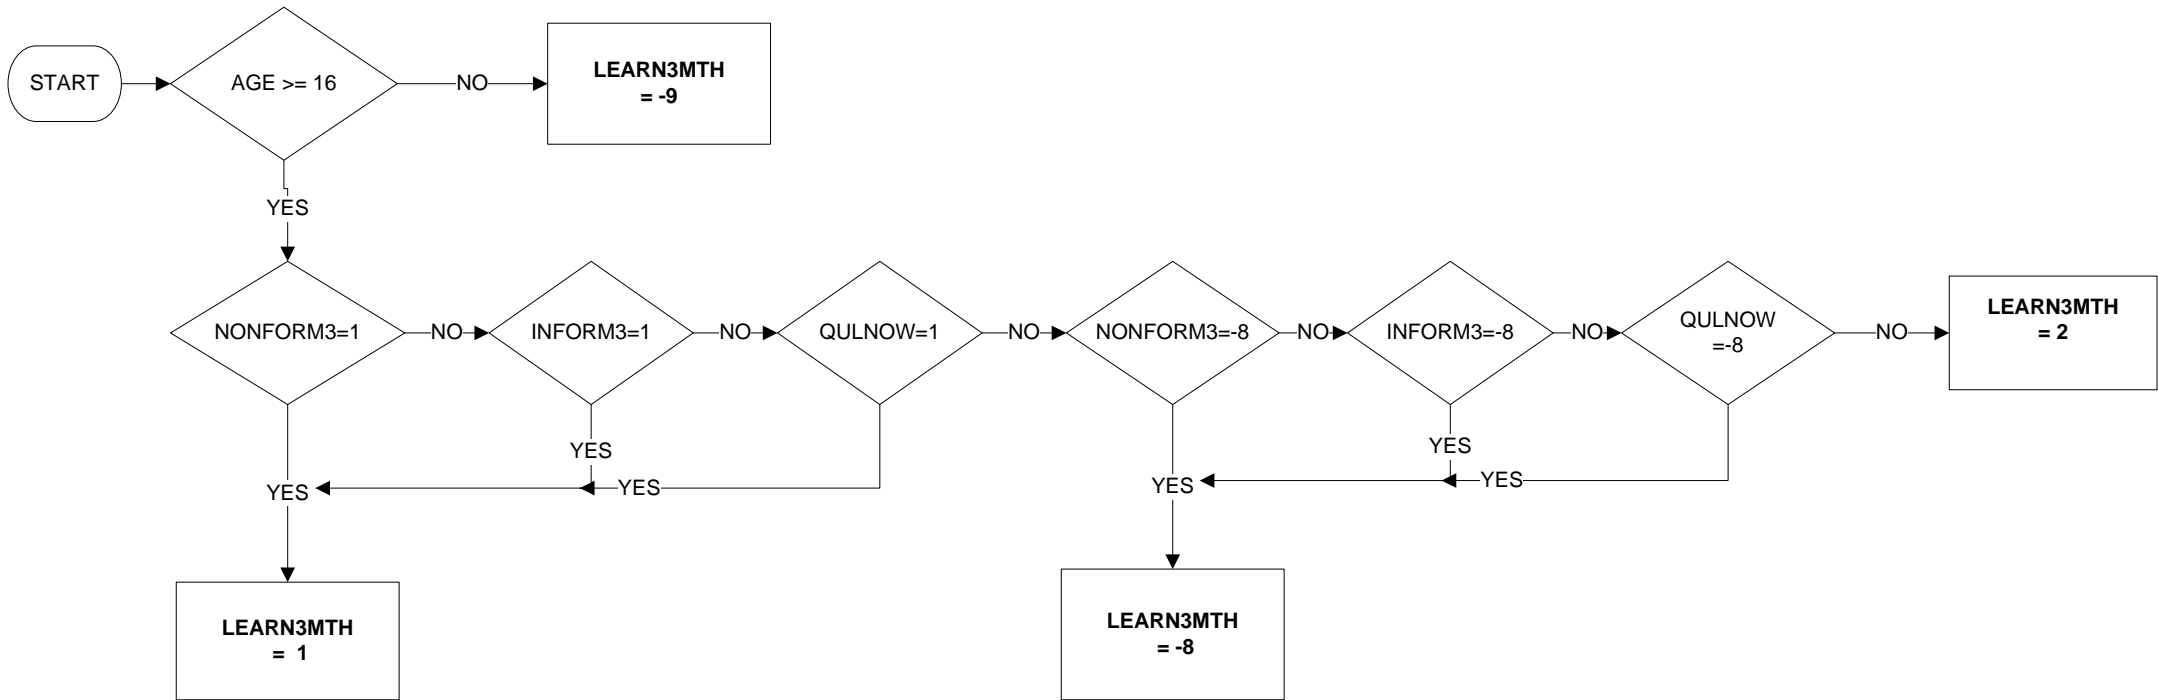 START
AGE >= 16
NO
LEARN3MTH
= -9
YES
NONFORM3=1
NO
INFORM3=1
NO
QULNOW=1
NO
NONFORM3=-8
NO
INFORM3=-8
NO
QULNOW
=-8
NO
LEARN3MTH
= 2
YES
YES
YES
YES
YES
YES
LEARN3MTH
= 1
LEARN3MTH
= -8